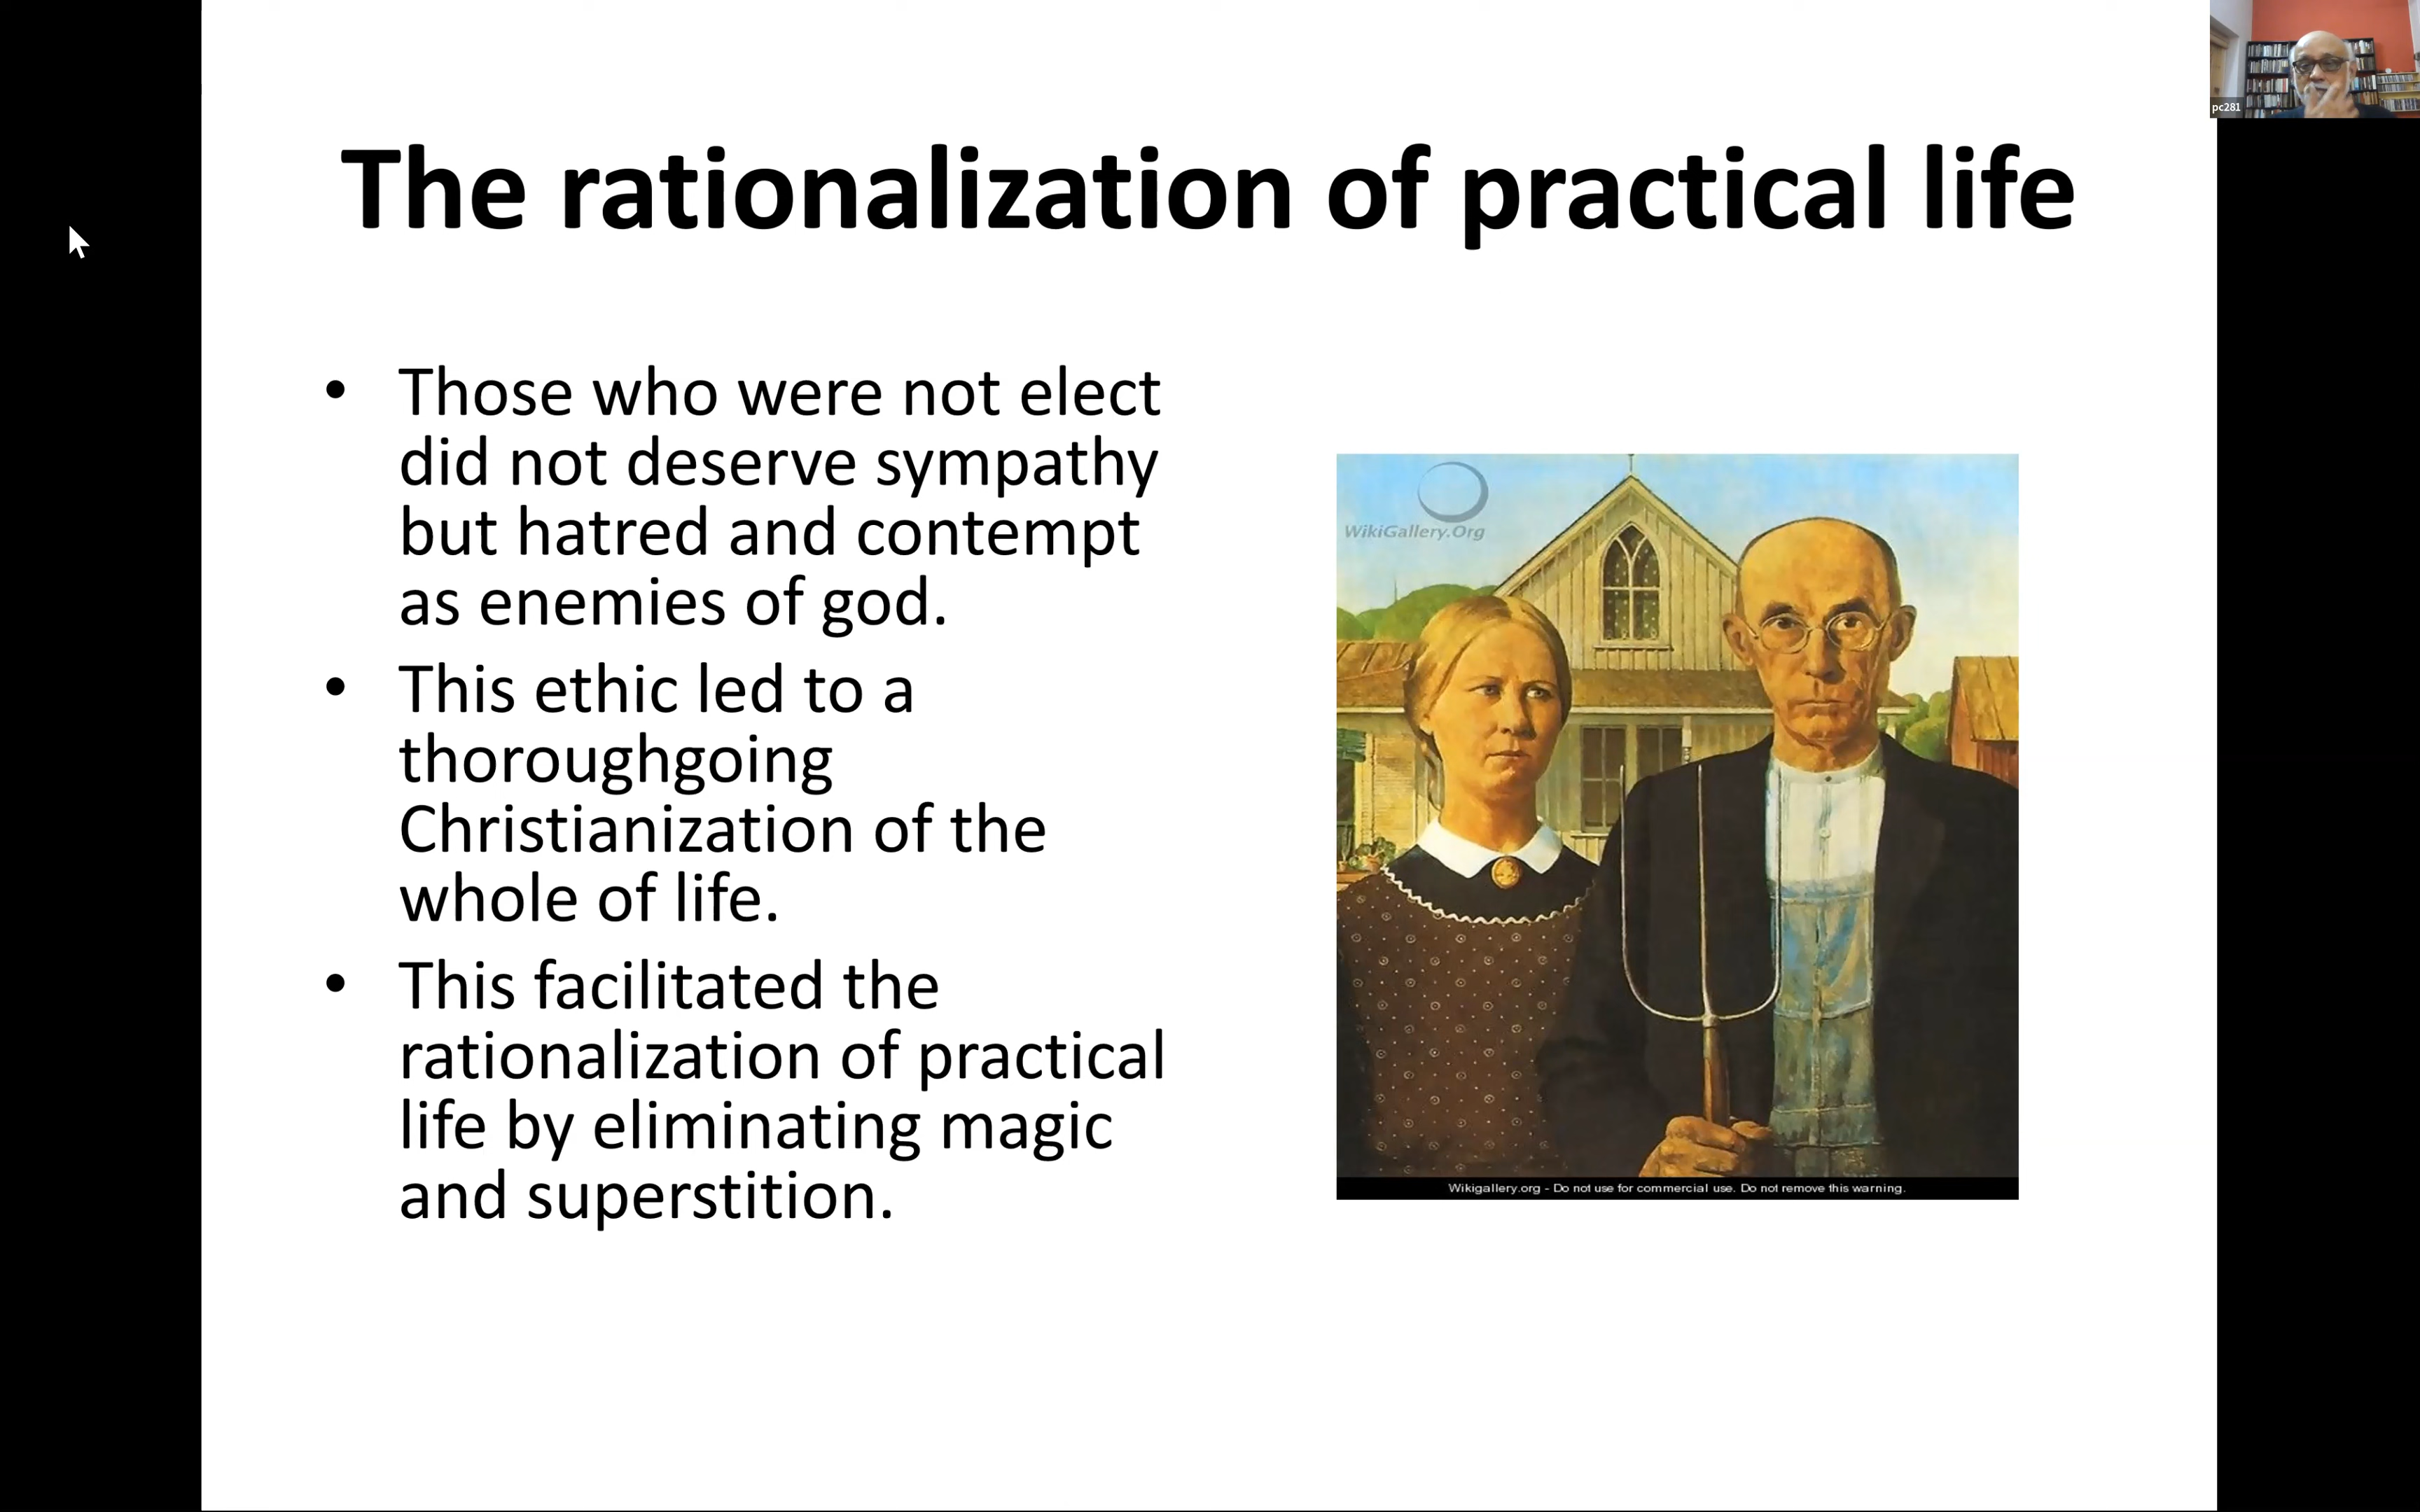 pc281
The rationalization of practical life
• Those who were not elect
did not deserve sympathy
but hatred and contempt
as enemies of god.
• This ethic led to a
thoroughgoing
Christianization of the
whole of life.
• This facilitated the
rationalization of practical
life by eliminating magic
and superstition.
WikiGallery.Org
Wikigallery.org - Do not use for commercial use. Do not remove this warning.